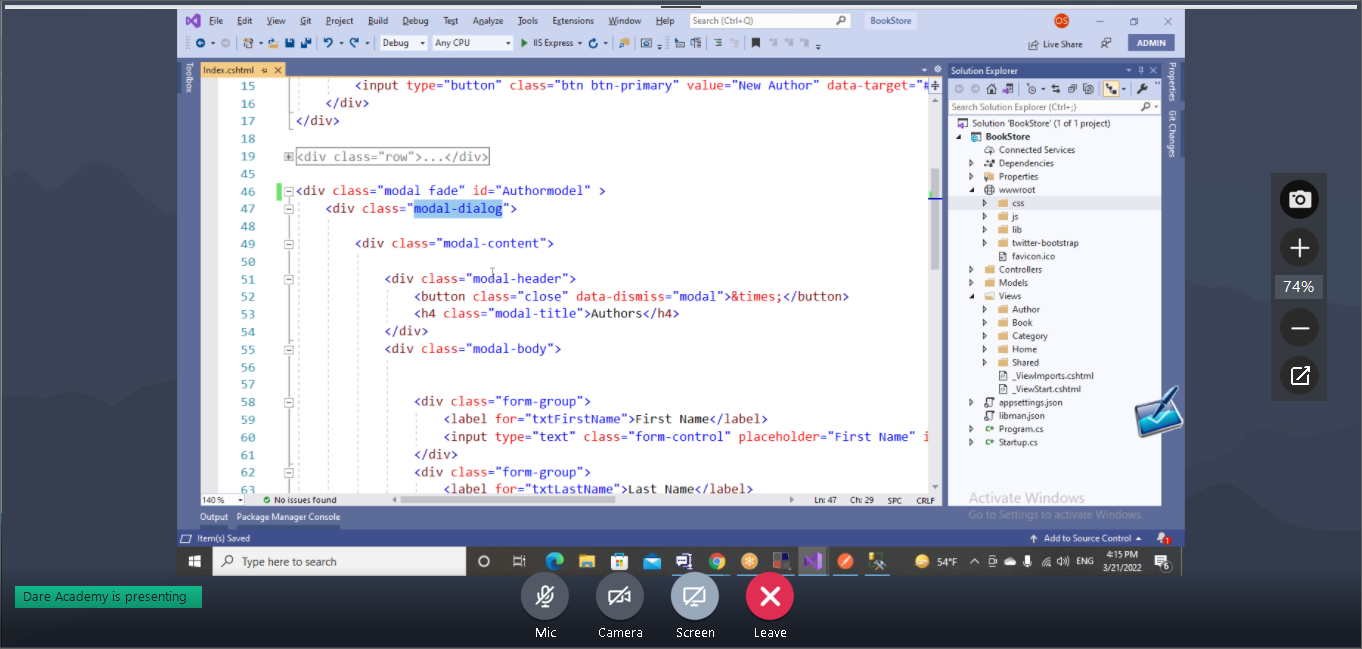 File Edit View Git Project Build Debug Test Analyze Tools Extensions Window Help Search (Ctrl+Q) BookStore OS
Debug Any CPU IIS Express Live Share ADMIN
Toolbox
Index.cshtml
15 <input type="button" class="btn btn-primary" value="New Author" data-target="#
16 </div>
17 </div>
18
19 <div class="row">...</div>
45
46 <div class="modal fade" id="Authormodel" >
47 <div class="modal-dialog">
48
49 <div class="modal-content">
50
51 <div class="modal-header">
52 <button class="close" data-dismiss="modal">&times;</button>
53 <h4 class="modal-title">Authors</h4>
54 </div>
55 <div class="modal-body">
56
57
58 <div class="form-group">
59 <label for="txtFirstName">First Name</label>
60 <input type="text" class="form-control" placeholder="First Name" i
61 </div>
62 <div class="form-group">
63 <label for="txtLastName">Last Name</label>
140 % No issues found Ln: 47 Ch: 29 SPC CRLF
Output Package Manager Console
Solution Explorer
Search Solution Explorer (Ctrl+;)
Solution 'BookStore' (1 of 1 project)
BookStore
Connected Services
Dependencies
Properties
wwwroot
css
js
lib
twitter-bootstrap
favicon.ico
Controllers
Models
Views
Author
Book
Category
Home
Shared
_ViewImports.cshtml
_ViewStart.cshtml
appsettings.json
libman.json
Program.cs
Startup.cs
Properties
Git Changes
Activate Windows
Go to Settings to activate Windows.
Item(s) Saved Add to Source Control 1
Type here to search 54°F ENG 4:15 PM
3/21/2022 6
74%
Dare Academy is presenting
Mic Camera Screen Leave